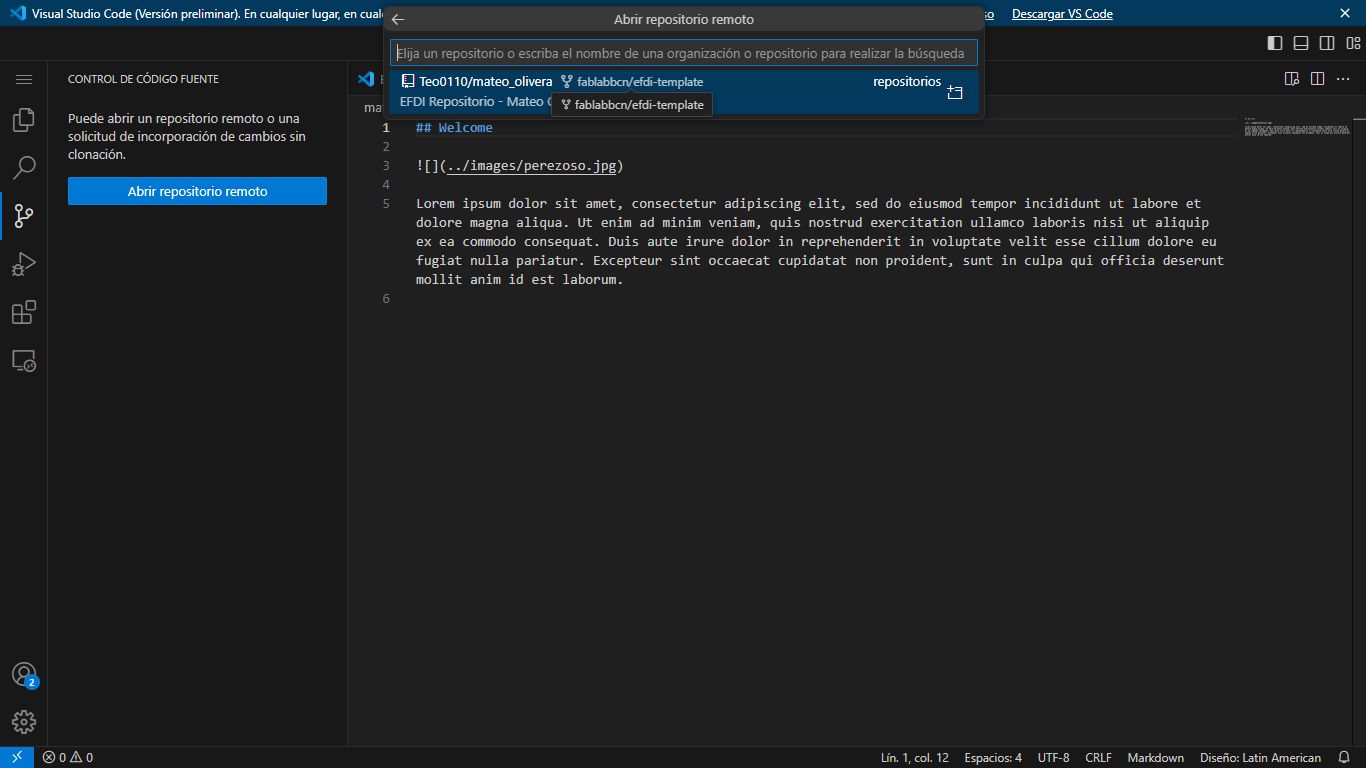 Visual Studio Code (Versión preliminar). En cualquier lugar, en cual
so
Descargar VS Code
Abrir repositorio remoto
Elija un repositorio o escriba el nombre de una organización o repositorio para realizar la búsqueda
Teo0110/mateo_olivera fablabbcn/efdi-template repositorios
EFDI Repositorio - Mateo
fablabbcn/efdi-template
CONTROL DE CÓDIGO FUENTE
Puede abrir un repositorio remoto o una
solicitud de incorporación de cambios sin
clonación.
Abrir repositorio remoto
mat
1 ## Welcome
2
3 ![](../images/perezoso.jpg)
4
5 Lorem ipsum dolor sit amet, consectetur adipiscing elit, sed do eiusmod tempor incididunt ut labore et
dolore magna aliqua. Ut enim ad minim veniam, quis nostrud exercitation ullamco laboris nisi ut aliquip
ex ea commodo consequat. Duis aute irure dolor in reprehenderit in voluptate velit esse cillum dolore eu
fugiat nulla pariatur. Excepteur sint occaecat cupidatat non proident, sunt in culpa qui officia deserunt
mollit anim id est laborum.
6
2
0 0 Lín. 1, col. 12 Espacios: 4 UTF-8 CRLF Markdown Diseño: Latin American